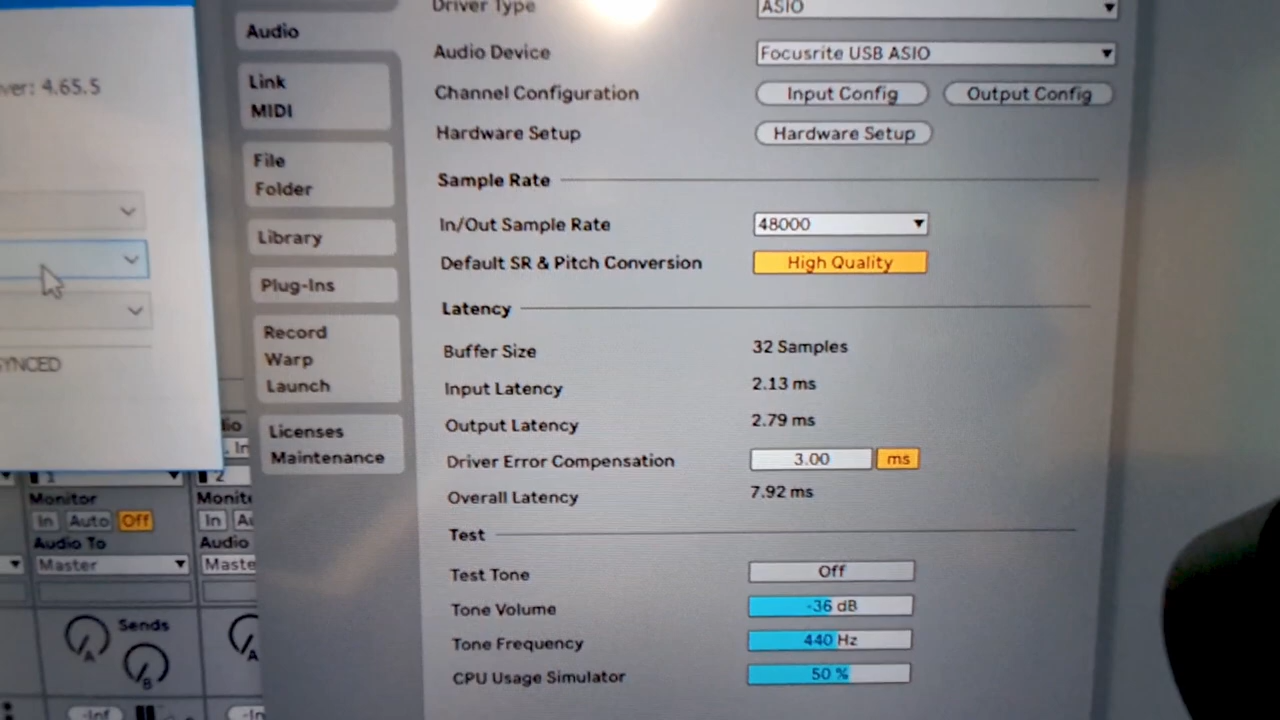 Driver Type ASIO
Audio
Audio Device Focusrite USB ASIO
ver: 4.65.5
Link
Channel Configuration Input Config Output Config
MIDI
Hardware Setup Hardware Setup
File
Folder
Sample Rate
In/Out Sample Rate 48000
Library
Default SR & Pitch Conversion High Quality
Plug-Ins
Latency
Record
Warp
Launch
Buffer Size 32 Samples
Input Latency 2.13 ms
Output Latency 2.79 ms
Licenses
Maintenance
Driver Error Compensation 3.00 ms
Overall Latency 7.92 ms
Test
Test Tone Off
Tone Volume -36 dB
Tone Frequency 440 Hz
CPU Usage Simulator 50 %
YNCED
1 2
Monitor
In Auto Off In
Audio To Audio
Master
Sends
A
B
A
-Inf